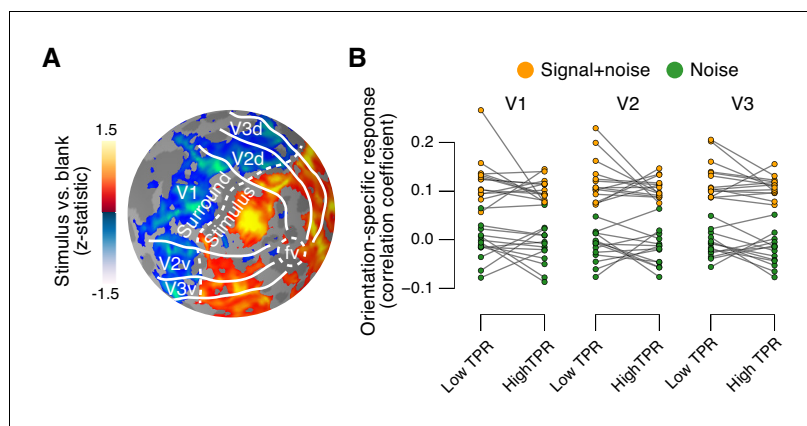 A
B
Signal+noise
Noise
V1
V2
V3
Stimulus vs. blank
(z-statistic)
1.5
-1.5
V3d
V2d
V1
Surround
Stimulus
fv
V2v
V3v
Orientation-specific response
(correlation coefficient)
0.2
0.1
0.0
−0.1
Low TPR
HighTPR
Low TPR
HighTPR
Low TPR
High TPR